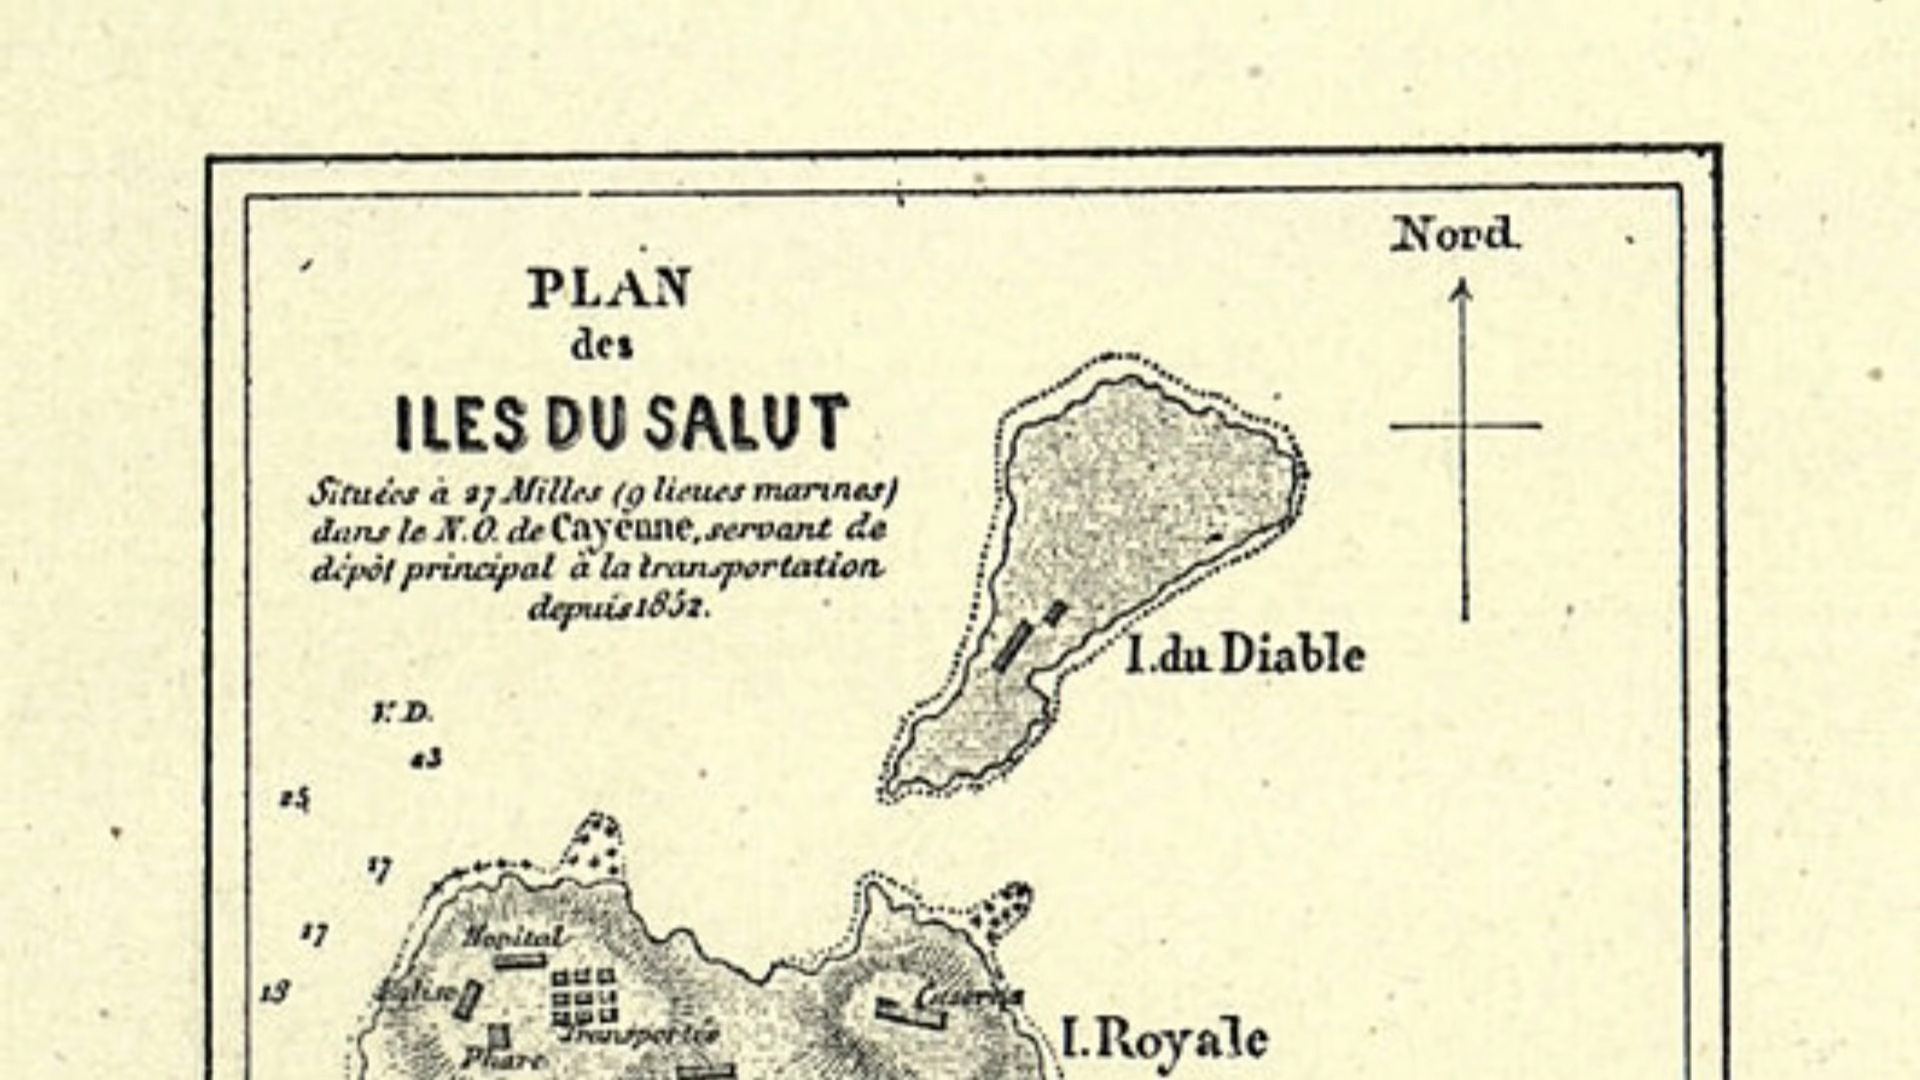 Nord.
PLAN
des
ILES DU SALUT
Situées à 27 Milles (9 lieues marines)
dans le N.O. de Cayenne, servant de
dépôt principal à la transportation
depuis 1852.
I. du Diable
V. D.
23
25
17
17
18
Hopital
Eglise
Caserne
Transportés
Phare
I. Royale